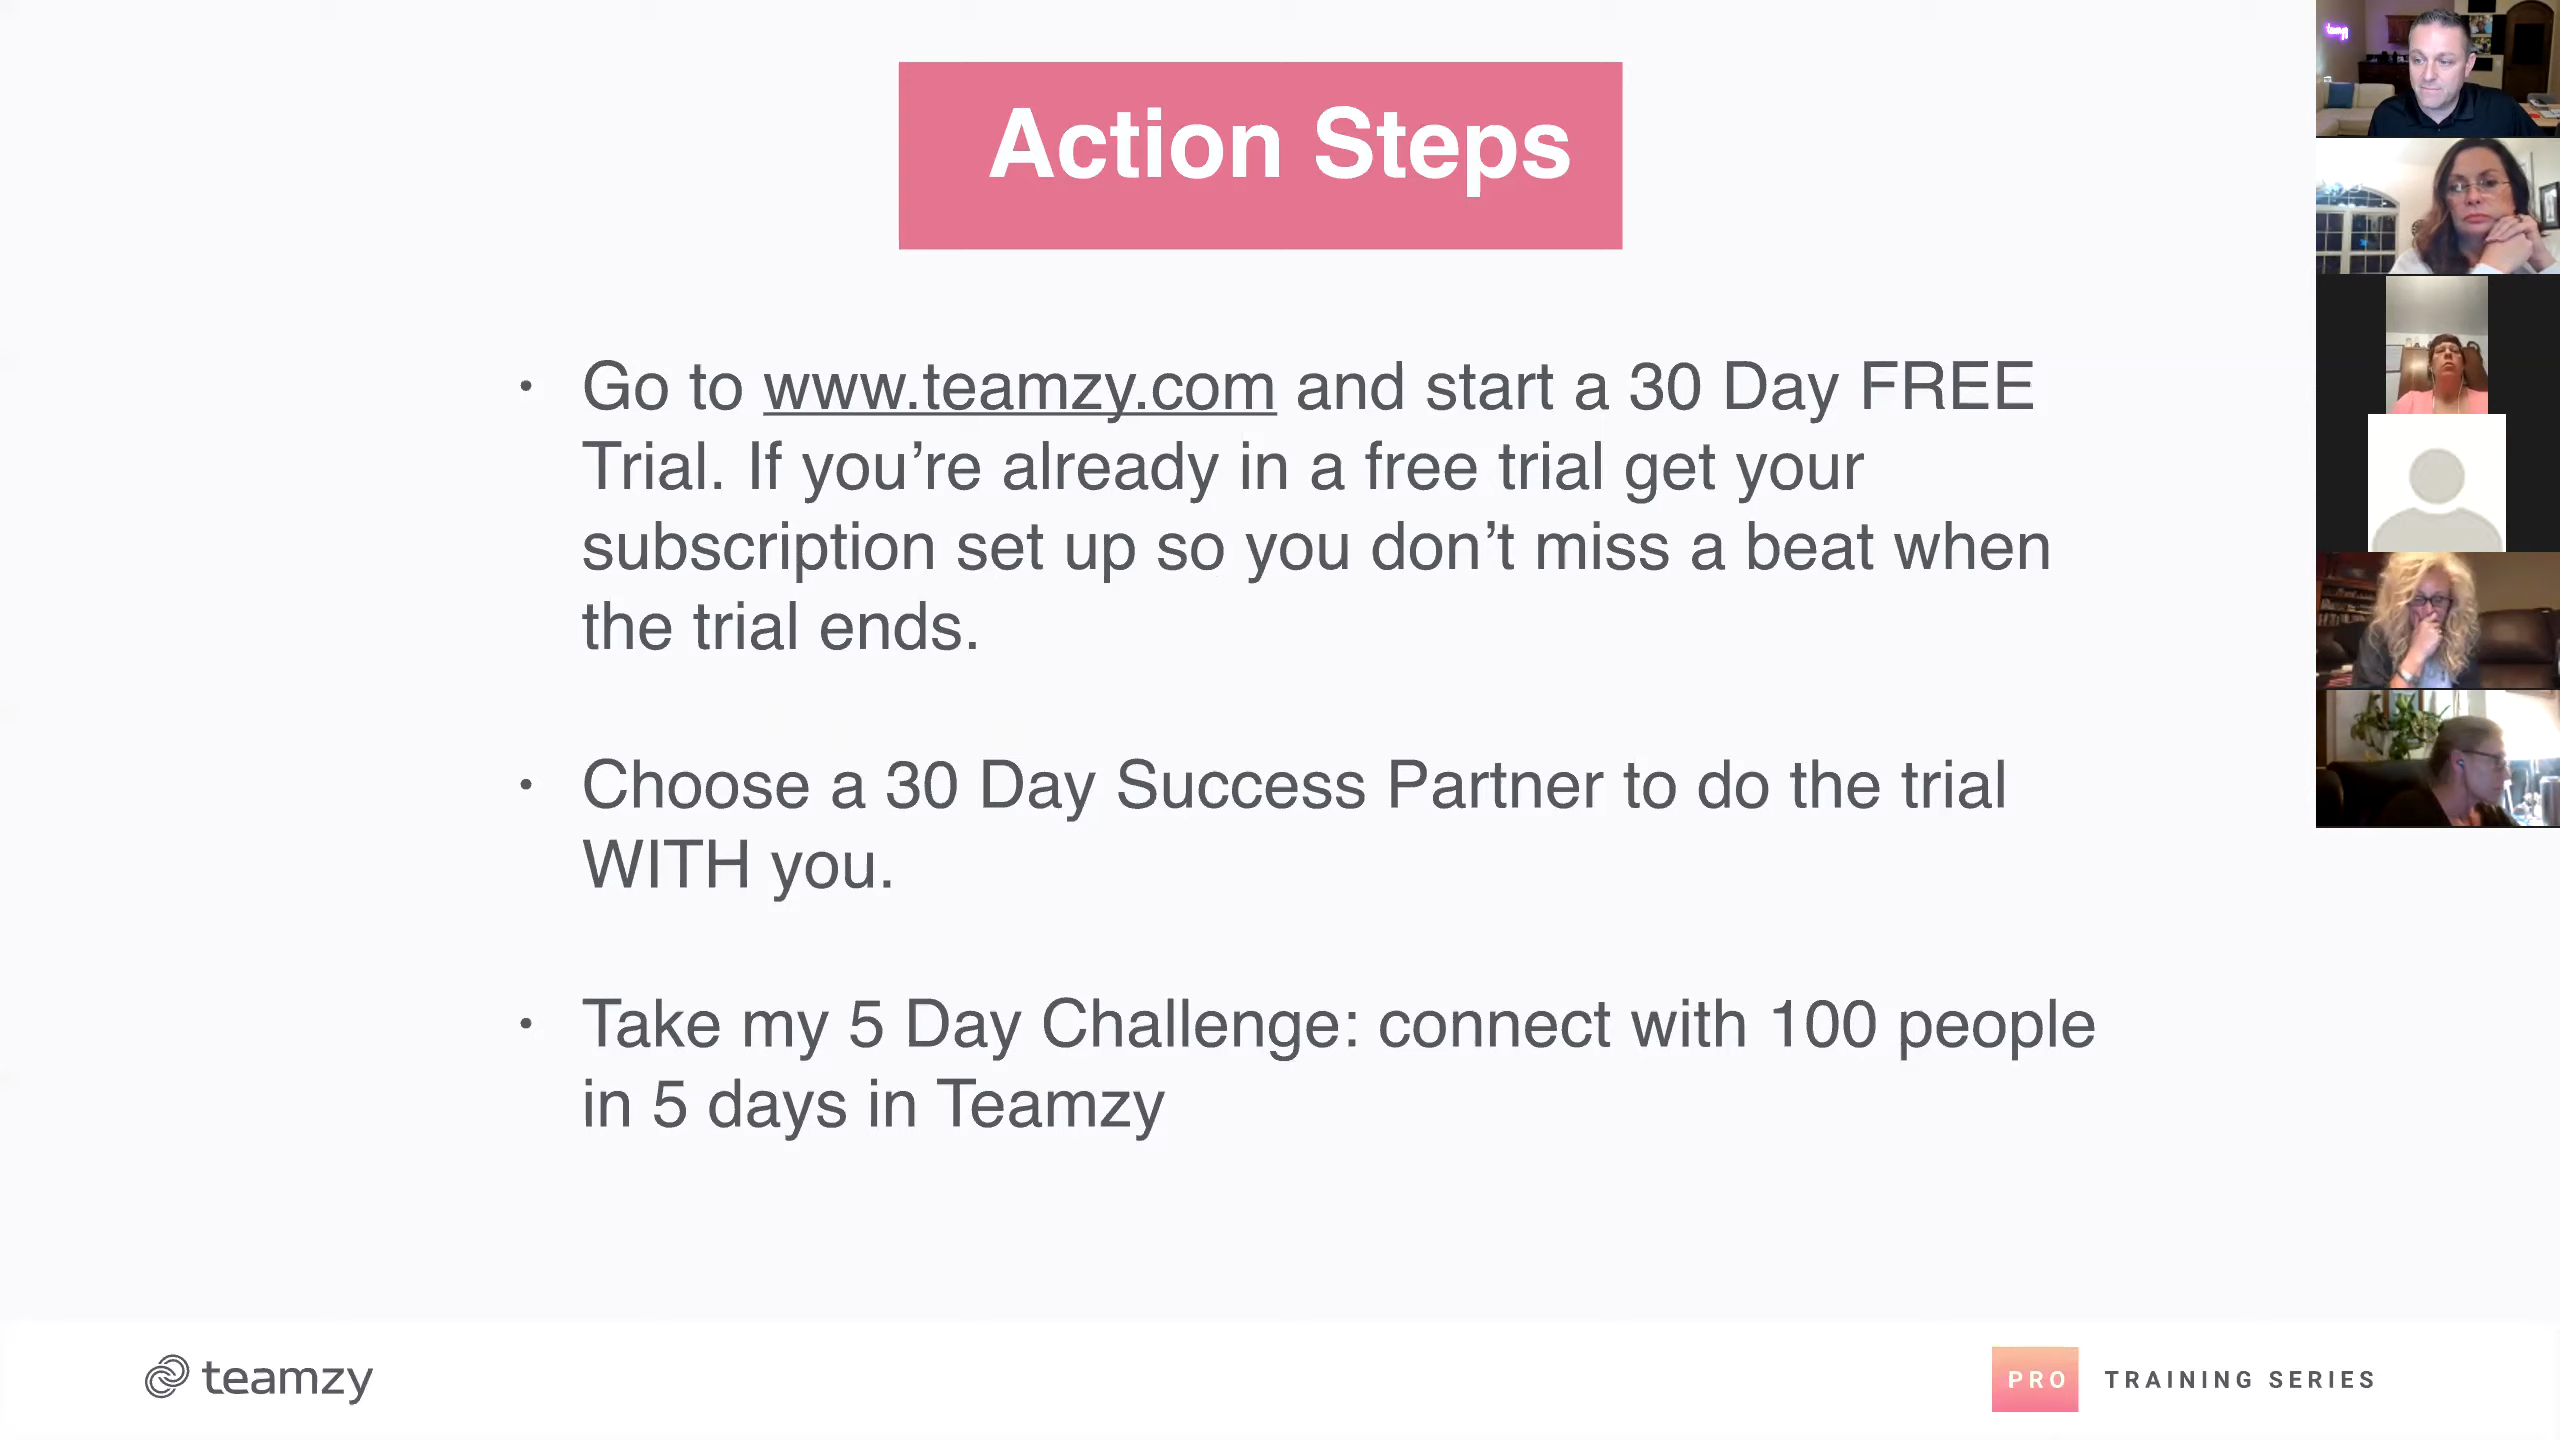 Action Steps
• Go to www.teamzy.com and start a 30 Day FREE
Trial. If you’re already in a free trial get your
subscription set up so you don’t miss a beat when
the trial ends.
• Choose a 30 Day Success Partner to do the trial
WITH you.
• Take my 5 Day Challenge: connect with 100 people
in 5 days in Teamzy
teamzy
PRO TRAINING SERIES